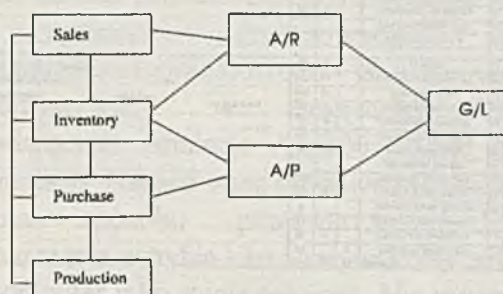 Sales
A/R
Inventory
G/L
A/P
Purchase
Production